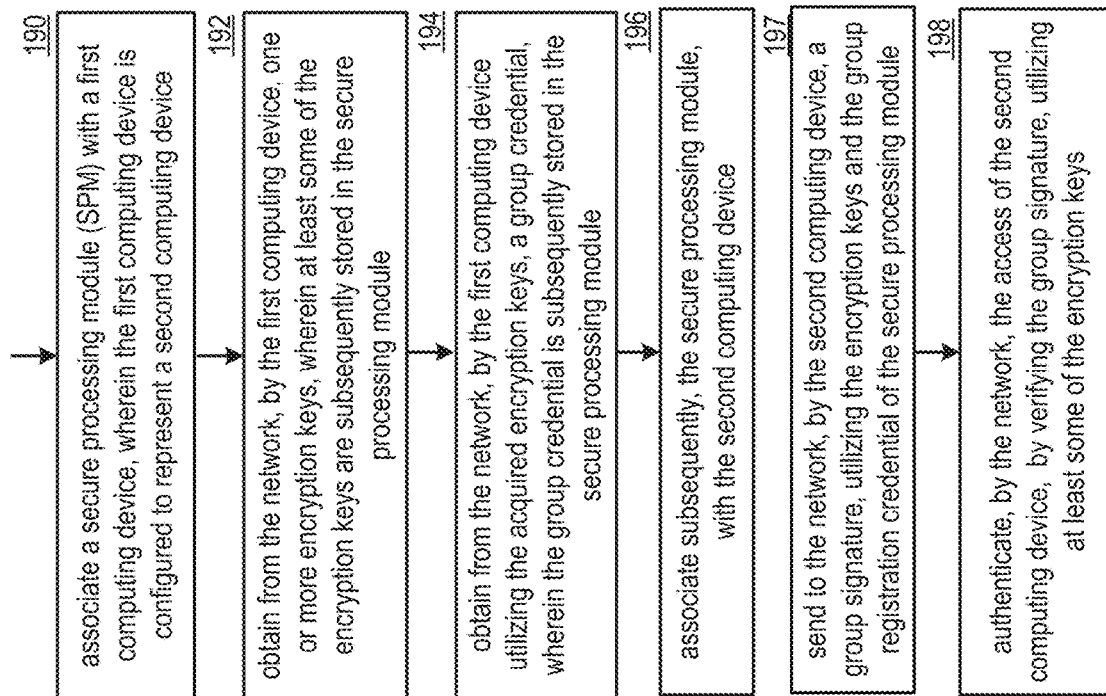 190
associate a secure processing module (SPM) with a first
computing device, wherein the first computing device is
configured to represent a second computing device
192
obtain from the network, by the first computing device, one
or more encryption keys, wherein at least some of the
encryption keys are subsequently stored in the secure
processing module
194
obtain from the network, by the first computing device
utilizing the acquired encryption keys, a group credential,
wherein the group credential is subsequently stored in the
secure processing module
196
associate subsequently, the secure processing module,
with the second computing device
197
send to the network, by the second computing device, a
group signature, utilizing the encryption keys and the group
registration credential of the secure processing module
198
authenticate, by the network, the access of the second
computing device, by verifying the group signature, utilizing
at least some of the encryption keys